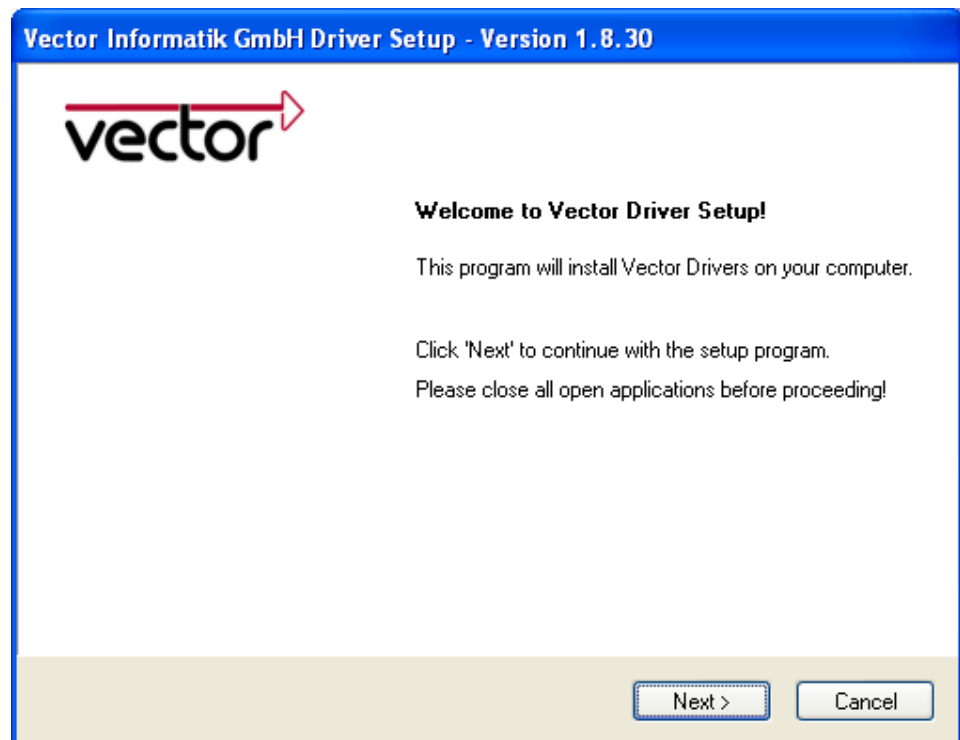 Vector Informatik GmbH Driver Setup - Version 1.8.30
vector
Welcome to Vector Driver Setup!
This program will install Vector Drivers on your computer.
Click 'Next' to continue with the setup program.
Please close all open applications before proceeding!
Next >
Cancel